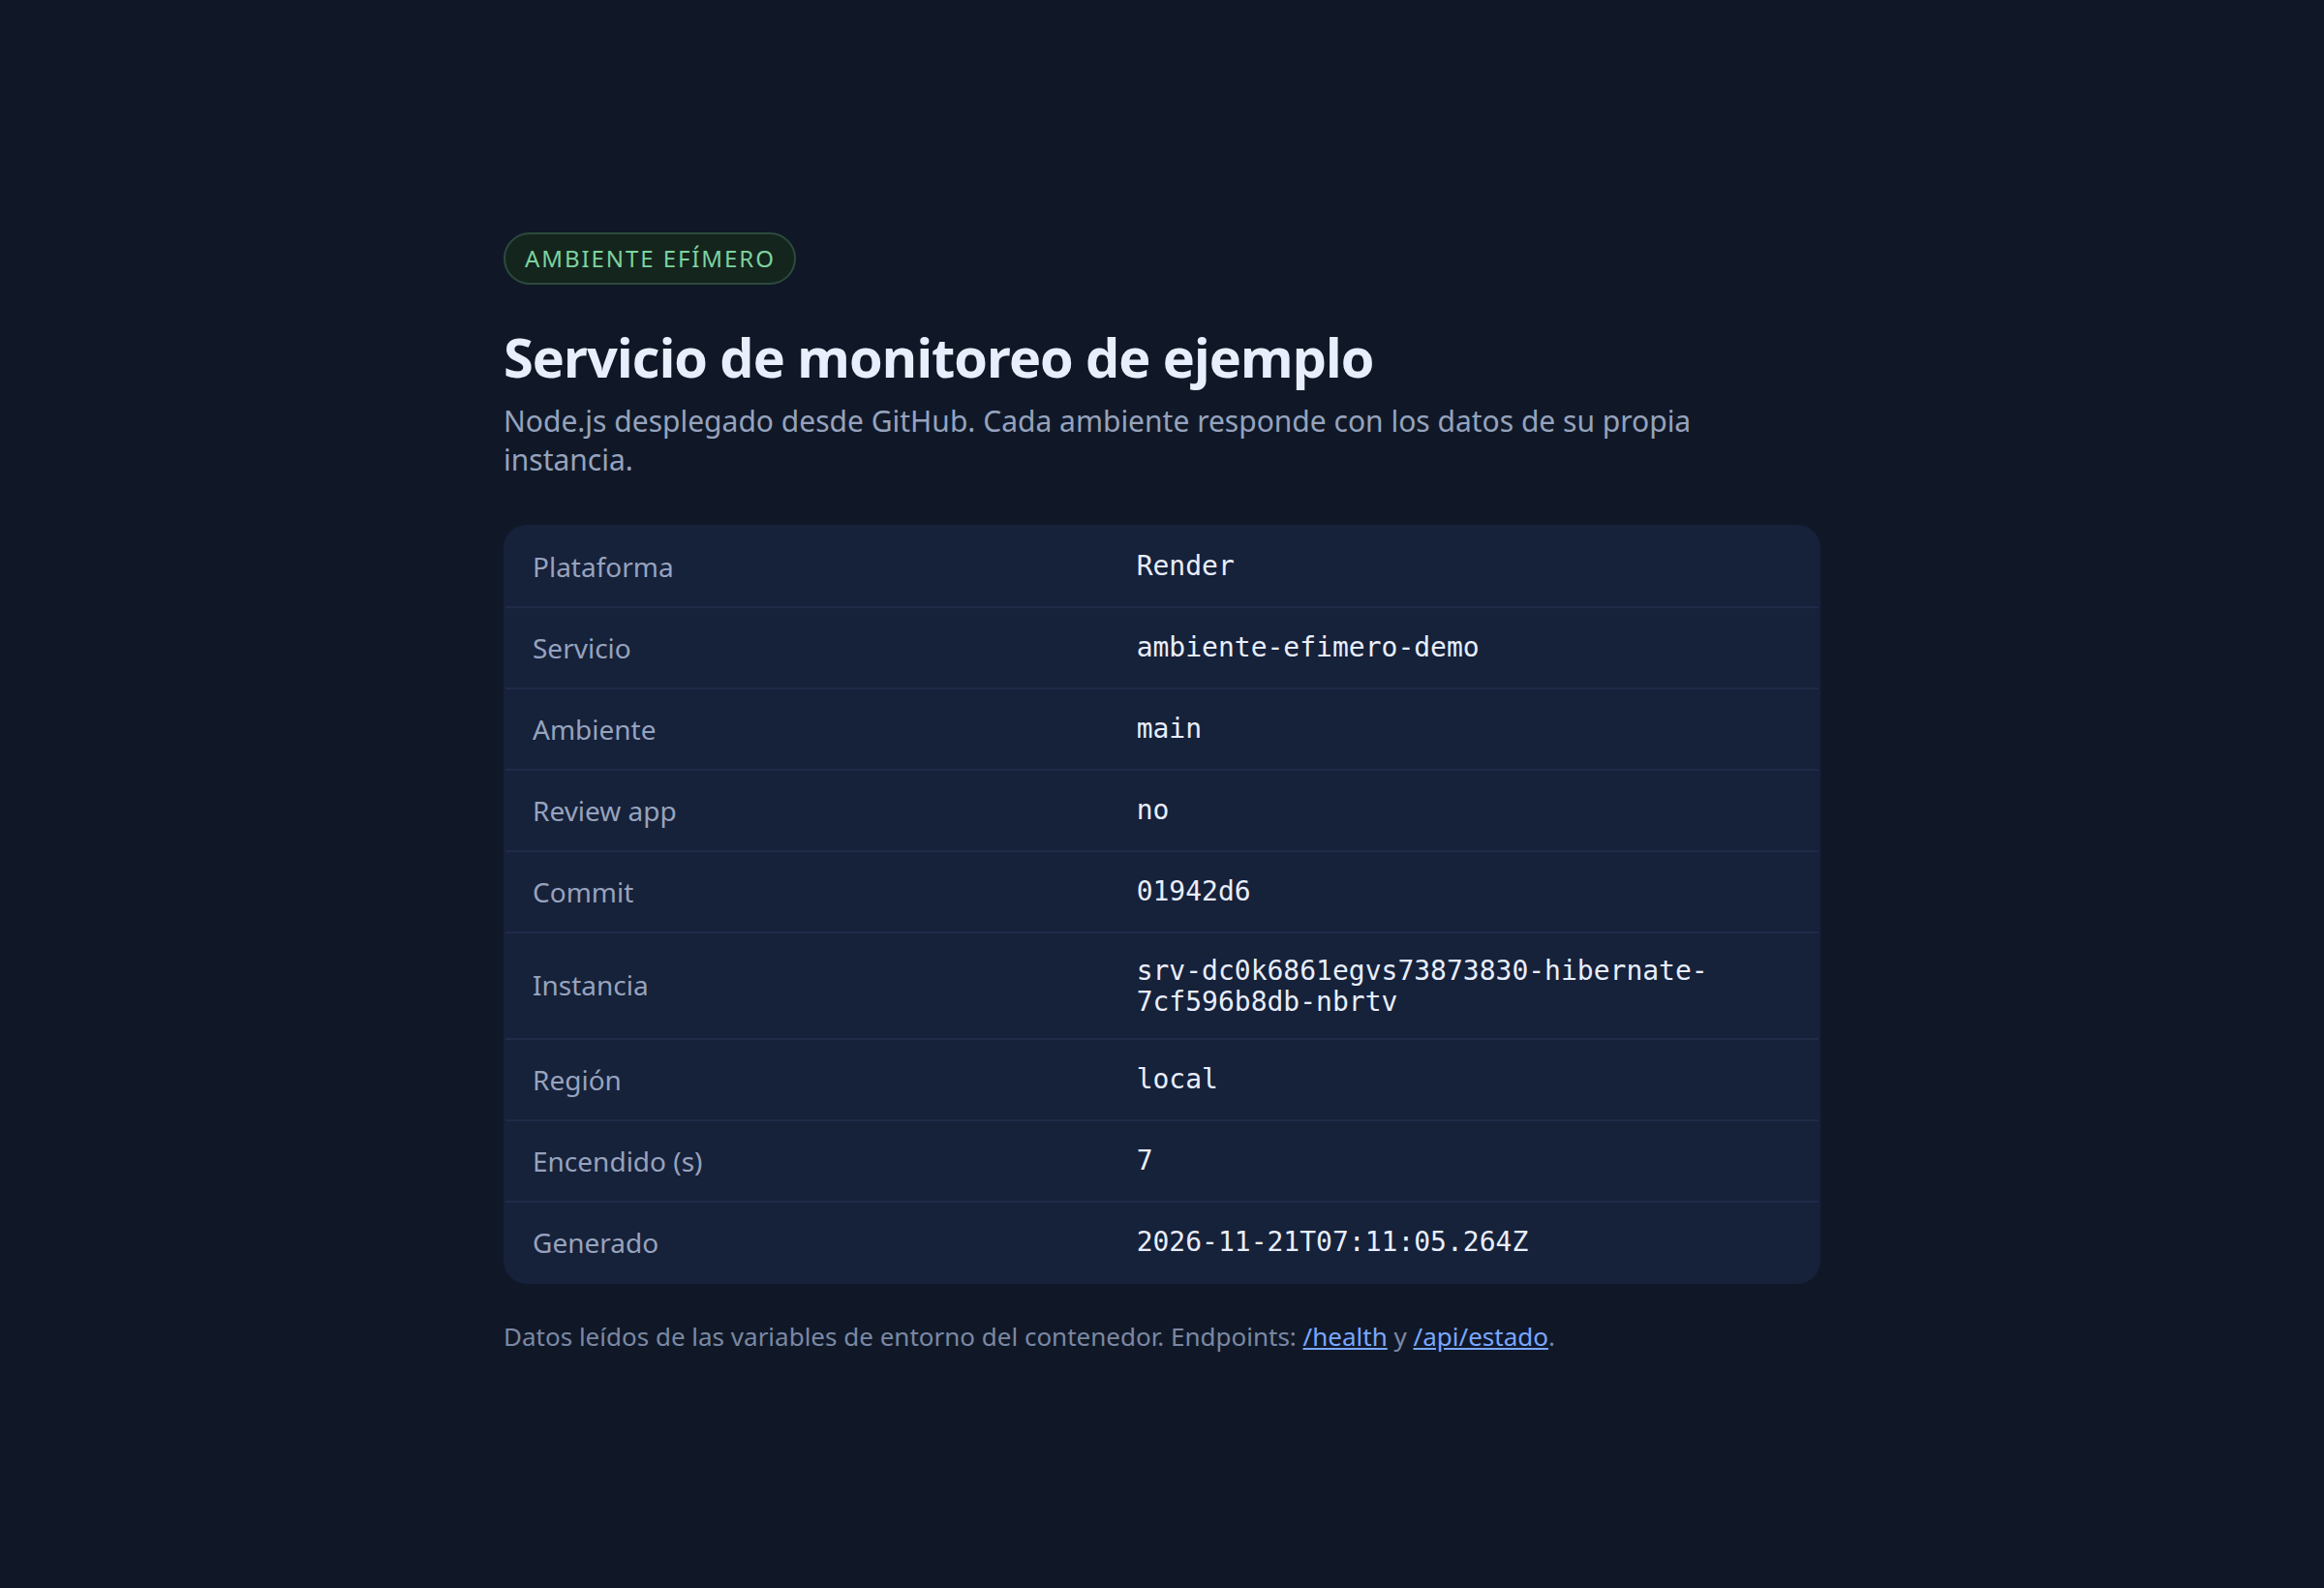 AMBIENTE EFÍMERO
Servicio de monitoreo de ejemplo
Node.js desplegado desde GitHub. Cada ambiente responde con los datos de su propia
instancia.
Plataforma Render
Servicio ambiente-efimero-demo
Ambiente main
Review app no
Commit 01942d6
Instancia srv-dc0k6861egvs73873830-hibernate-
7cf596b8db-nbrtv
Región local
Encendido (s) 7
Generado 2026-11-21T07:11:05.264Z
Datos leídos de las variables de entorno del contenedor. Endpoints: /health y /api/estado.